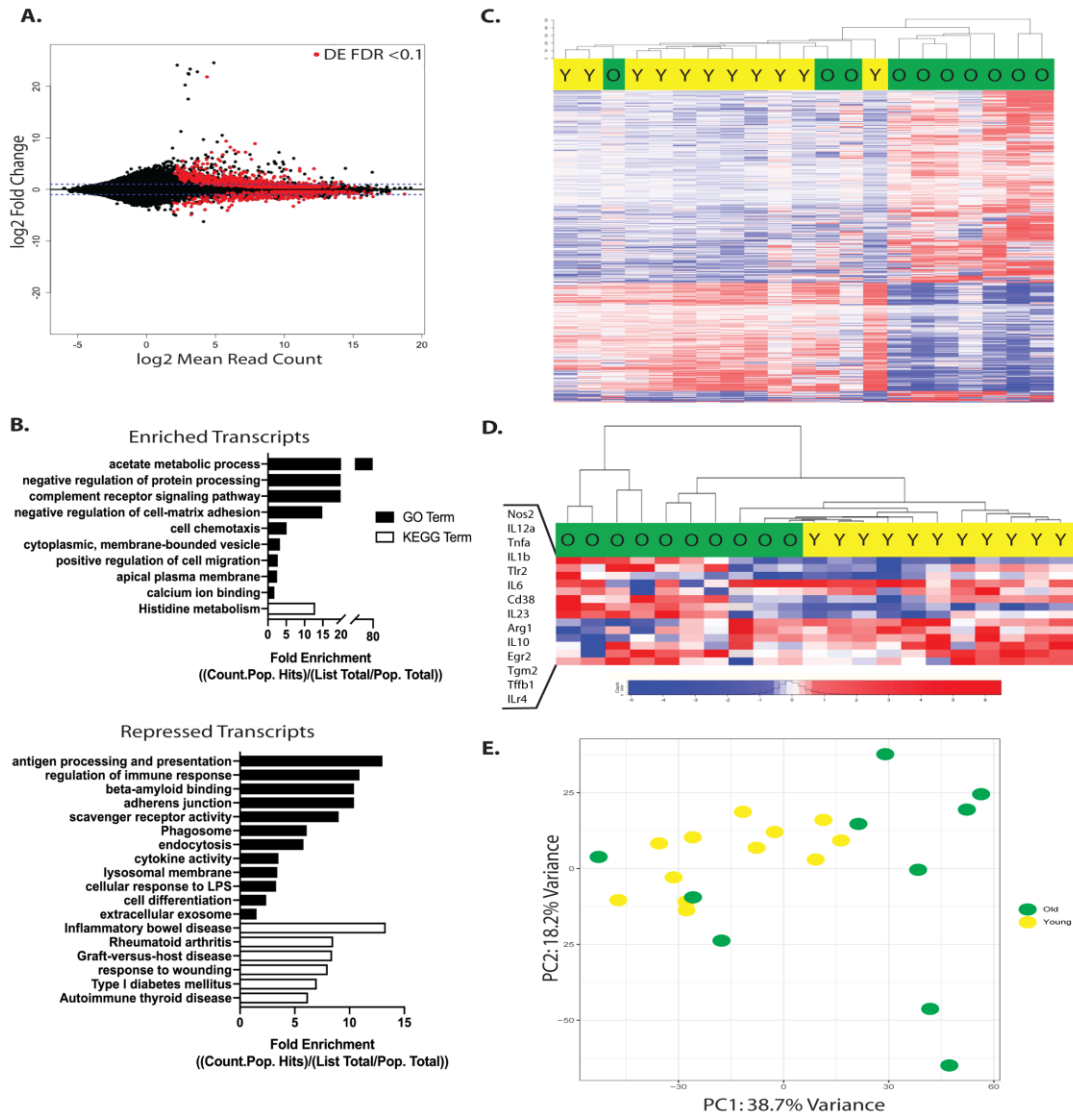 A.
DE FDR <0.1
log2 Fold Change
20
10
0
-10
-20
-5
0
5
10
15
20
log2 Mean Read Count
B.
Enriched Transcripts
acetate metabolic process
negative regulation of protein processing
complement receptor signaling pathway
negative regulation of cell-matrix adhesion
cell chemotaxis
cytoplasmic, membrane-bounded vesicle
positive regulation of cell migration
apical plasma membrane
calcium ion binding
Histidine metabolism
GO Term
KEGG Term
0 5 10 15 20 80
Fold Enrichment
((Count.Pop. Hits)/(List Total/Pop. Total))
Repressed Transcripts
antigen processing and presentation
regulation of immune response
beta-amyloid binding
adherens junction
scavenger receptor activity
Phagosome
endocytosis
cytokine activity
lysosomal membrane
cellular response to LPS
cell differentiation
extracellular exosome
Inflammatory bowel disease
Rheumatoid arthritis
Graft-versus-host disease
response to wounding
Type I diabetes mellitus
Autoimmune thyroid disease
0 5 10 15
Fold Enrichment
((Count.Pop. Hits)/(List Total/Pop. Total))
C.
Y Y O Y Y Y Y Y Y Y Y O O Y O O O O O O O
D.
Nos2
IL12a
Tnfa
IL1b
Tlr2
IL6
Cd38
IL23
Arg1
IL10
Egr2
Tgm2
Tffb1
ILr4
O O O O O O O O O O Y Y Y Y Y Y Y Y Y Y Y
Count
-5 -4 -3 -2 -1 0 1 2 3 4 5 6
E.
PC2: 18.2% Variance
25
0
25
−50
−30
0
30
60
PC1: 38.7% Variance
Old
Young